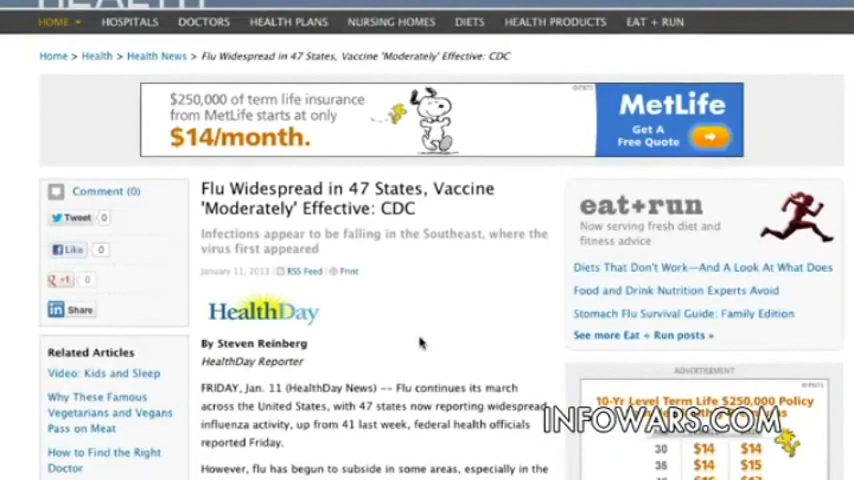 HEALTH
HOME
HOSPITALS
DOCTORS
HEALTH PLANS
NURSING HOMES
DIETS
HEALTH PRODUCTS
EAT + RUN
Home > Health > Health News > Flu Widespread in 47 States, Vaccine 'Moderately' Effective: CDC
$250,000 of term life insurance
from MetLife starts at only
$14/month.
MetLife
Get A
Free Quote
Comment (0)
Tweet 0
Like 0
+1 0
Share
Flu Widespread in 47 States, Vaccine
'Moderately' Effective: CDC
Infections appear to be falling in the Southeast, where the
virus first appeared
January 11, 2013 RSS Feed Print
HealthDay
By Steven Reinberg
HealthDay Reporter
FRIDAY, Jan. 11 (HealthDay News) -- Flu continues its march
across the United States, with 47 states now reporting widespread
influenza activity, up from 41 last week, federal health officials
reported Friday.
However, flu has begun to subside in some areas, especially in the
Related Articles
Video: Kids and Sleep
Why These Famous
Vegetarians and Vegans
Pass on Meat
How to Find the Right
Doctor
eat+run
Now serving fresh diet and
fitness advice
Diets That Don't Work—And A Look At What Does
Food and Drink Nutrition Experts Avoid
Stomach Flu Survival Guide: Family Edition
See more Eat + Run posts »
ADVERTISEMENT
10-Yr Level Term Life $250,000 Policy
INFOWARS.COM
30 $14 $14
35 $14 $15